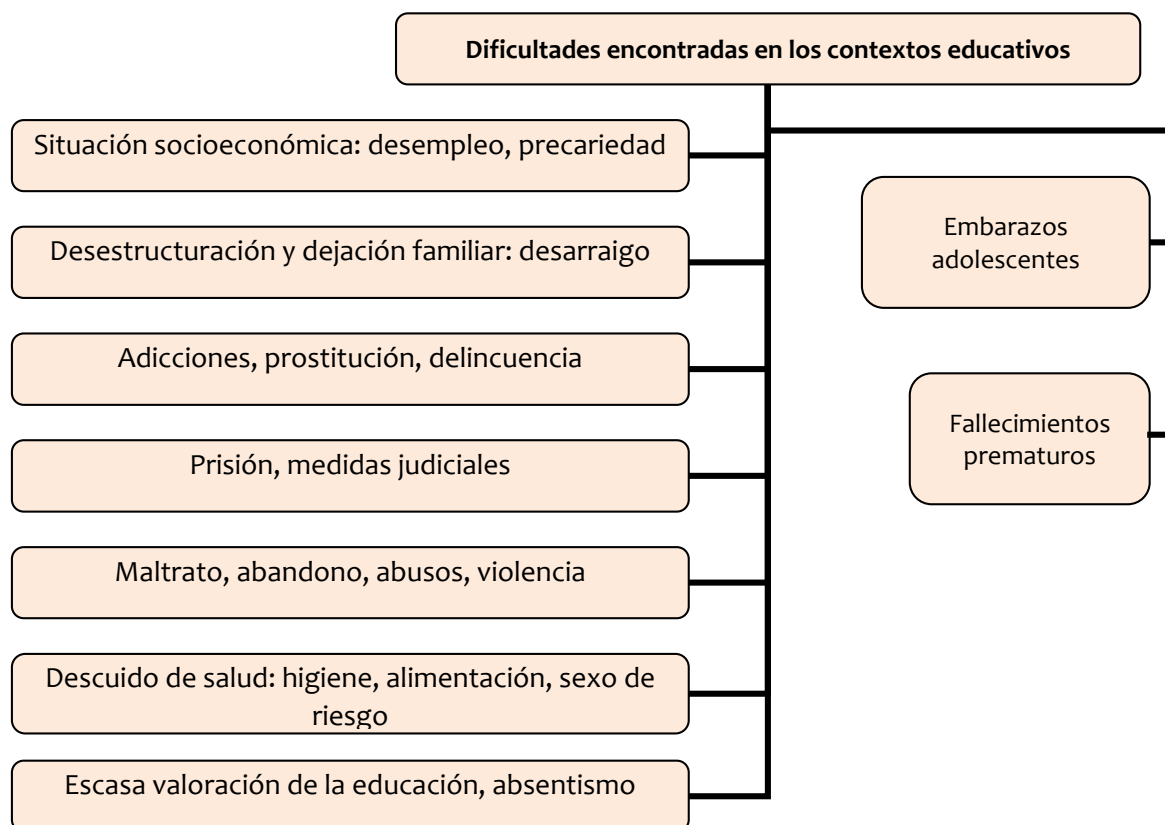 Dificultades encontradas en los contextos educativos
Situación socioeconómica: desempleo, precariedad
Desestructuración y dejación familiar: desarraigo
Adicciones, prostitución, delincuencia
Prisión, medidas judiciales
Maltrato, abandono, abusos, violencia
Descuido de salud: higiene, alimentación, sexo de
riesgo
Escasa valoración de la educación, absentismo
Embarazos
adolescentes
Fallecimientos
prematuros